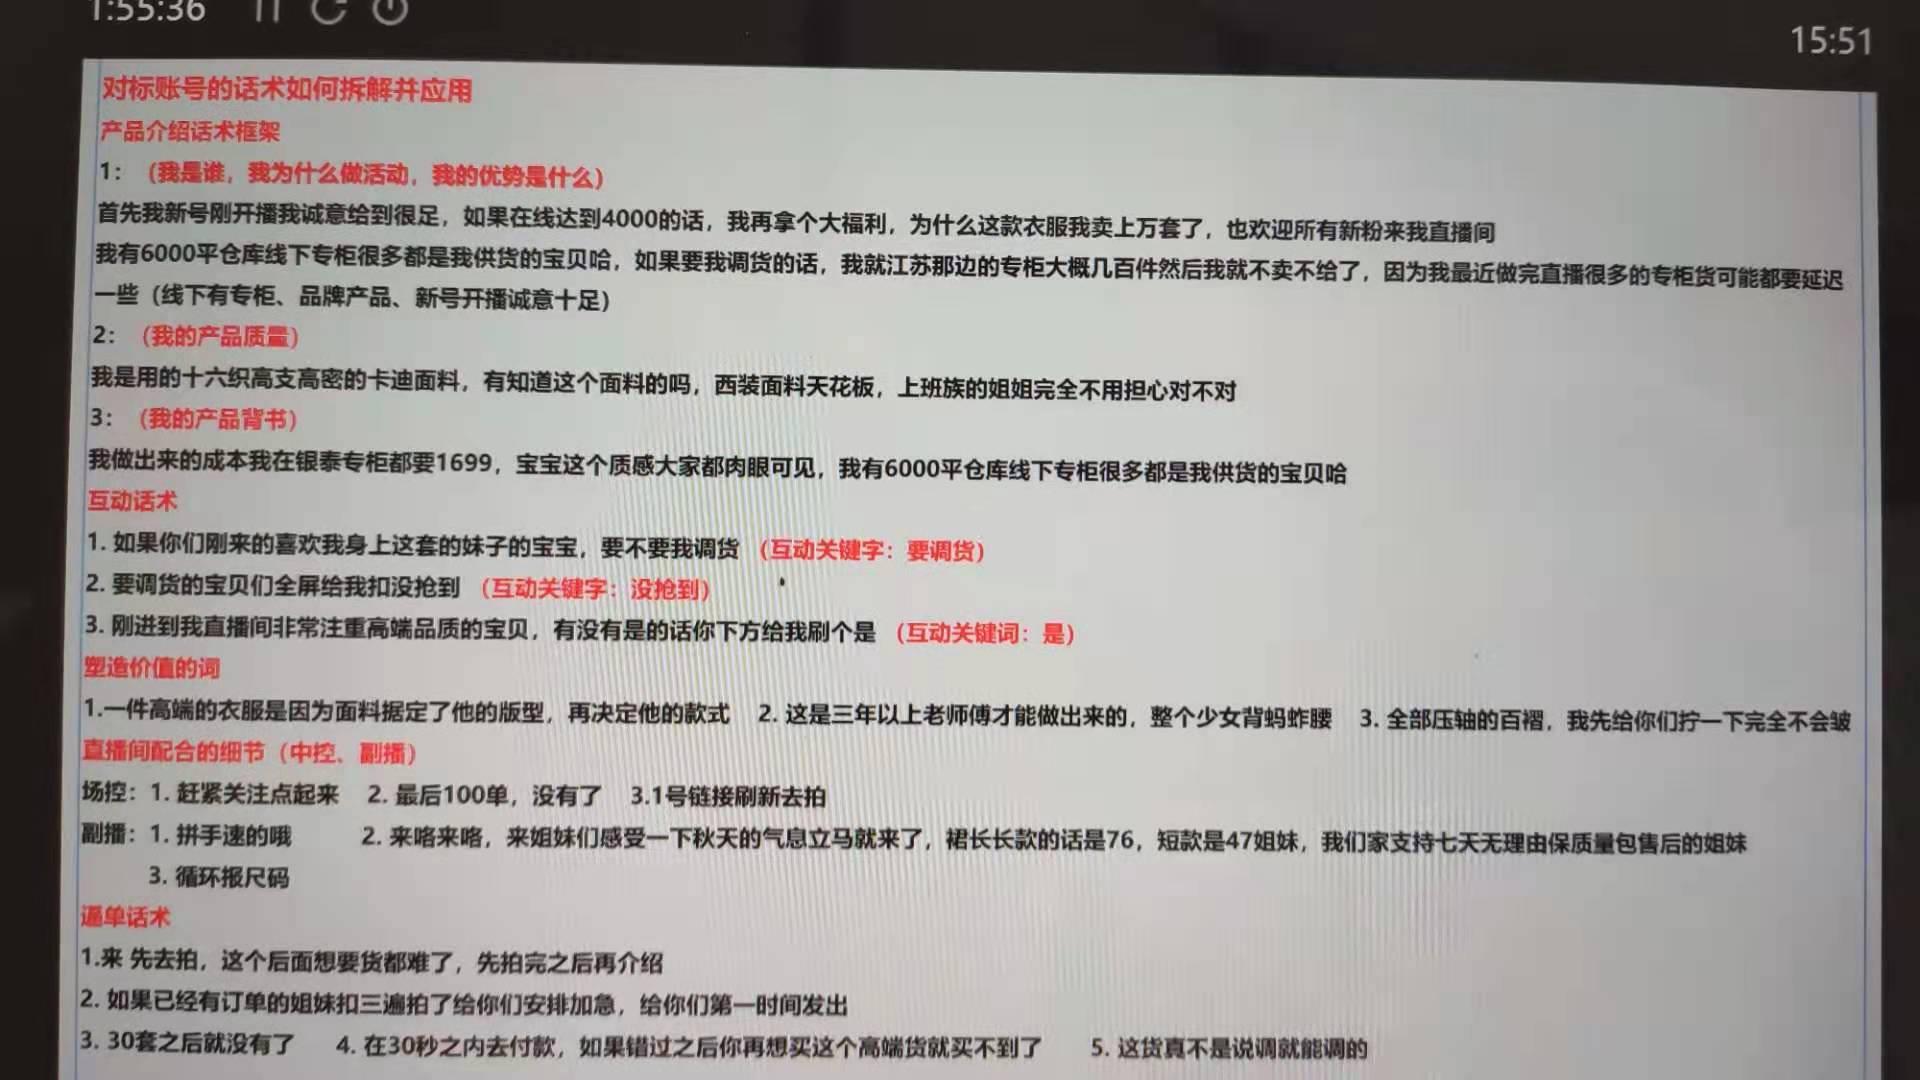 1:55:36
15:51
对标账号的话术如何拆解并应用
产品介绍话术框架
1：（我是谁，我为什么做活动，我的优势是什么）
首先我新号刚开播我诚意给到很足，如果在线达到4000的话，我再拿个大福利，为什么这款衣服我卖上万套了，也欢迎所有新粉来我直播间
我有6000平仓库线下专柜很多都是我供货的宝贝哈，如果要我调货的话，我就江苏那边的专柜大概几百件然后我就不卖不给了，因为我最近做完直播很多的专柜货可能都要延迟
一些（线下有专柜、品牌产品、新号开播诚意十足）
2：（我的产品质量）
我是用的十六织高支高密的卡迪面料，有知道这个面料的吗，西装面料天花板，上班族的姐姐完全不用担心对不对
3：（我的产品背书）
我做出来的成本我在银泰专柜都要1699，宝宝这个质感大家都肉眼可见，我有6000平仓库线下专柜很多都是我供货的宝贝哈
互动话术
1. 如果你们刚来的喜欢我身上这套的妹子的宝宝，要不要我调货 （互动关键字：要调货）
2. 要调货的宝贝们全屏给我扣没抢到 （互动关键字：没抢到）
3. 刚进到我直播间非常注重高端品质的宝贝，有没有是的话你下方给我刷个是 （互动关键词：是）
塑造价值的词
1.一件高端的衣服是因为面料据定了他的版型，再决定他的款式 2. 这是三年以上老师傅才能做出来的，整个少女背蚂蚱腰 3. 全部压轴的百褶，我先给你们拧一下完全不会皱
直播间配合的细节（中控、副播）
场控：1. 赶紧关注点起来 2. 最后100单，没有了 3.1号链接刷新去拍
副播：1. 拼手速的哦 2. 来咯来咯，来姐妹们感受一下秋天的气息立马就来了，裙长长款的话是76，短款是47姐妹，我们家支持七天无理由保质量包售后的姐妹
3. 循环报尺码
逼单话术
1.来 先去拍，这个后面想要货都难了，先拍完之后再介绍
2. 如果已经有订单的姐妹扣三遍拍了给你们安排加急，给你们第一时间发出
3. 30套之后就没有了 4. 在30秒之内去付款，如果错过之后你再想买这个高端货就买不到了 5. 这货真不是说调就能调的